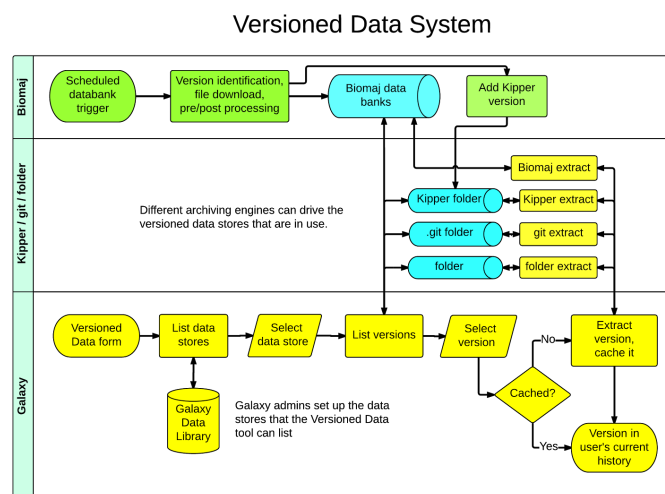 Versioned Data System
Biomaj
Scheduled
databank
trigger
Version identification,
file download,
pre/post processing
Biomaj data
banks
Add Kipper
version
Kipper / git / folder
Different archiving engines can drive the
versioned data stores that are in use.
Biomaj extract
Kipper folder
Kipper extract
.git folder
git extract
folder
folder extract
Galaxy
Versioned
Data form
List data
stores
Select
data store
List versions
Select
version
No
Extract
version,
cache it
Cached?
Galaxy
Data
Library
Galaxy admins set up the data
stores that the Versioned Data
tool can list
Yes
Version in
user's current
history